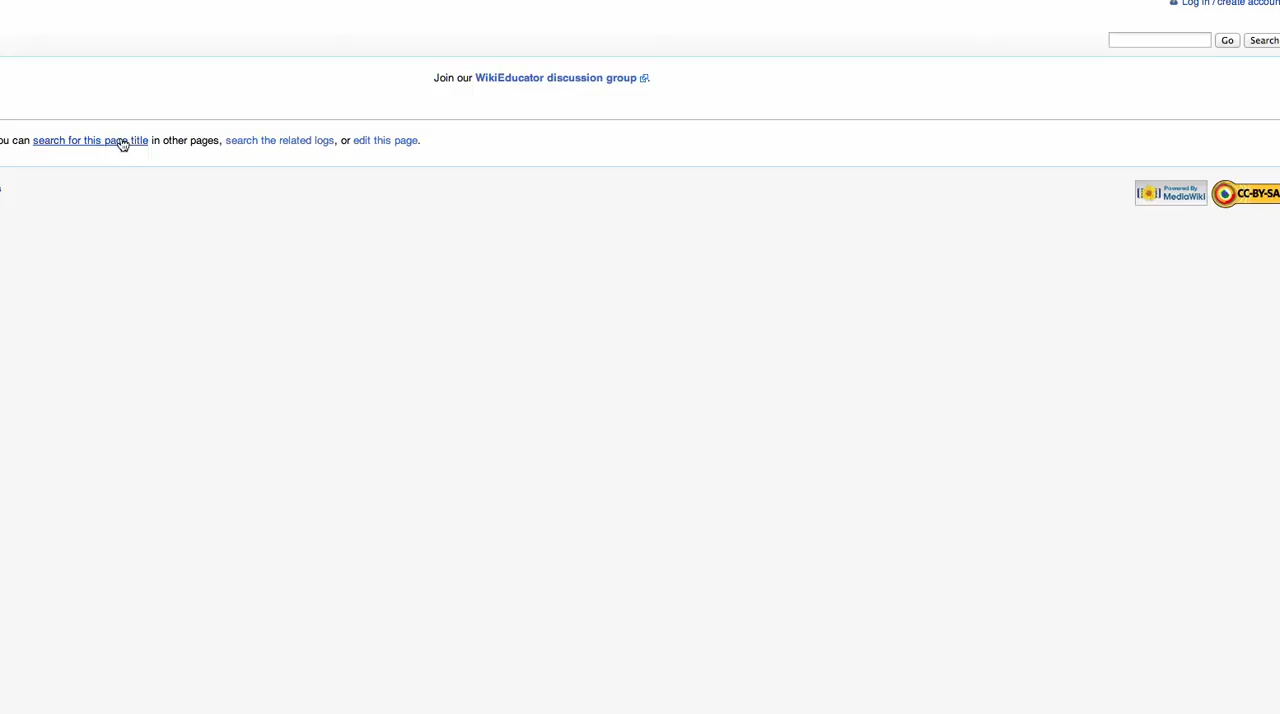 Log in / create accoun
Go
Search
Join our WikiEducator discussion group
ou can search for this page title in other pages, search the related logs, or edit this page.
Powered By
MediaWiki
CC-BY-SA